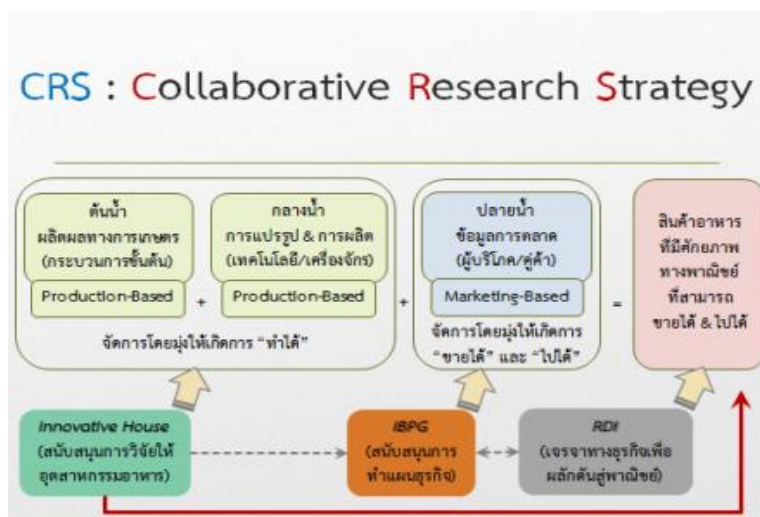 CRS : Collaborative Research Strategy
ต้นน้ำ
ผลิตผลทางการเกษตร
(กระบวนการขั้นต้น)
Production-Based
+
กลางน้ำ
การแปรรูป & การผลิต
(เทคโนโลยี/เครื่องจักร)
Production-Based
จัดการโดยมุ่งให้เกิดการ “ทำได้”
+
ปลายน้ำ
ข้อมูลการตลาด
(ผู้บริโภค/คู่ค้า)
Marketing-Based
จัดการโดยมุ่งให้เกิดการ
“ขายได้” และ “ไปได้”
=
สินค้าอาหาร
ที่มีศักยภาพ
ทางพาณิชย์
ที่สามารถ
ขายได้ & ไปได้
Innovative House
(สนับสนุนการวิจัยให้
อุตสาหกรรมอาหาร)
IBPG
(สนับสนุนการ
ทำแผนธุรกิจ)
RDI
(เจรจาทางธุรกิจเพื่อ
ผลักดันสู่พาณิชย์)